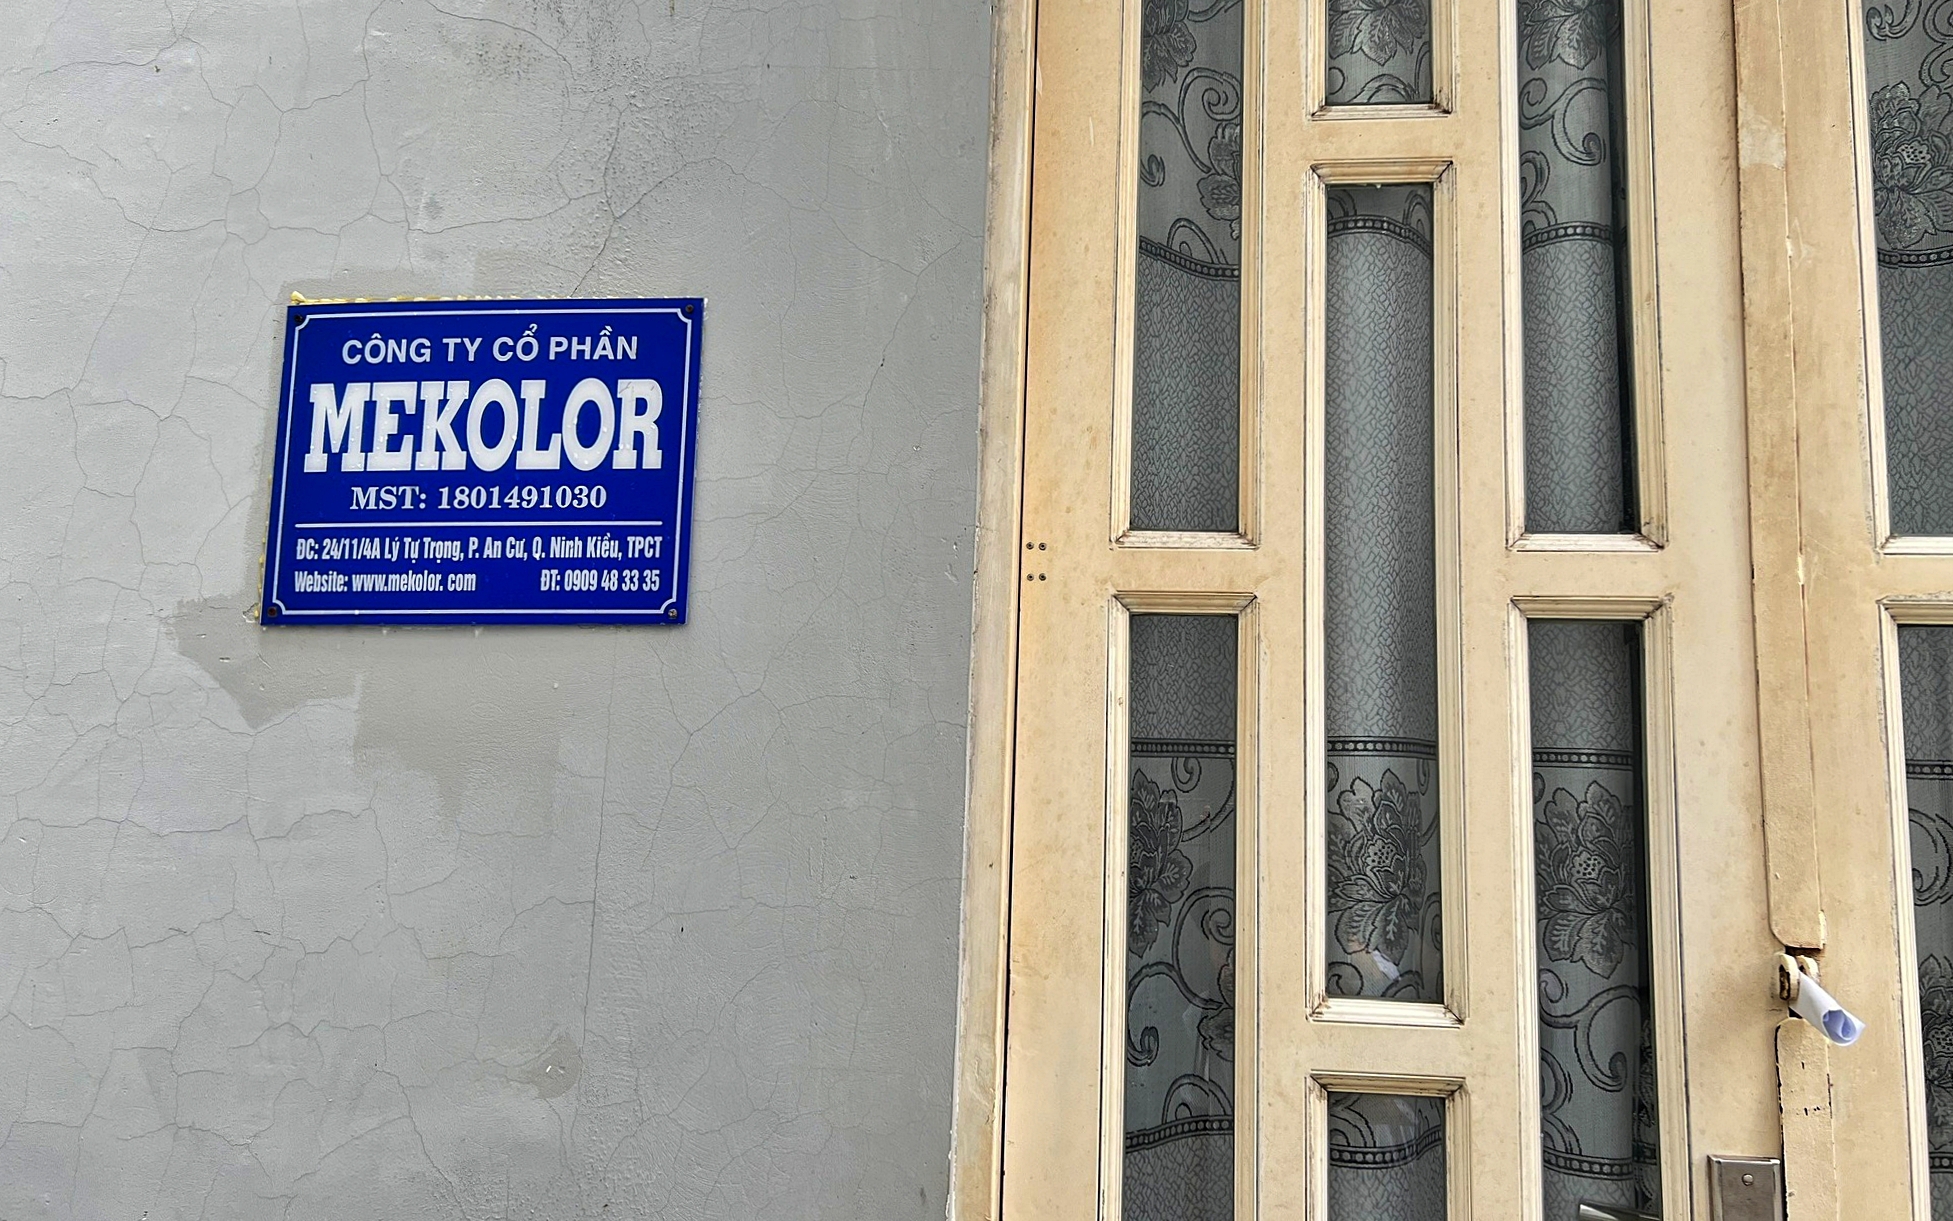 CÔNG TY CỔ PHẦN
MEKOLOR
MST: 1801491030
ĐC: 24/11/4A Lý Tự Trọng, P. An Cư, Q. Ninh Kiều, TPCT
Website: www.mekolor. com ĐT: 0909 48 33 35